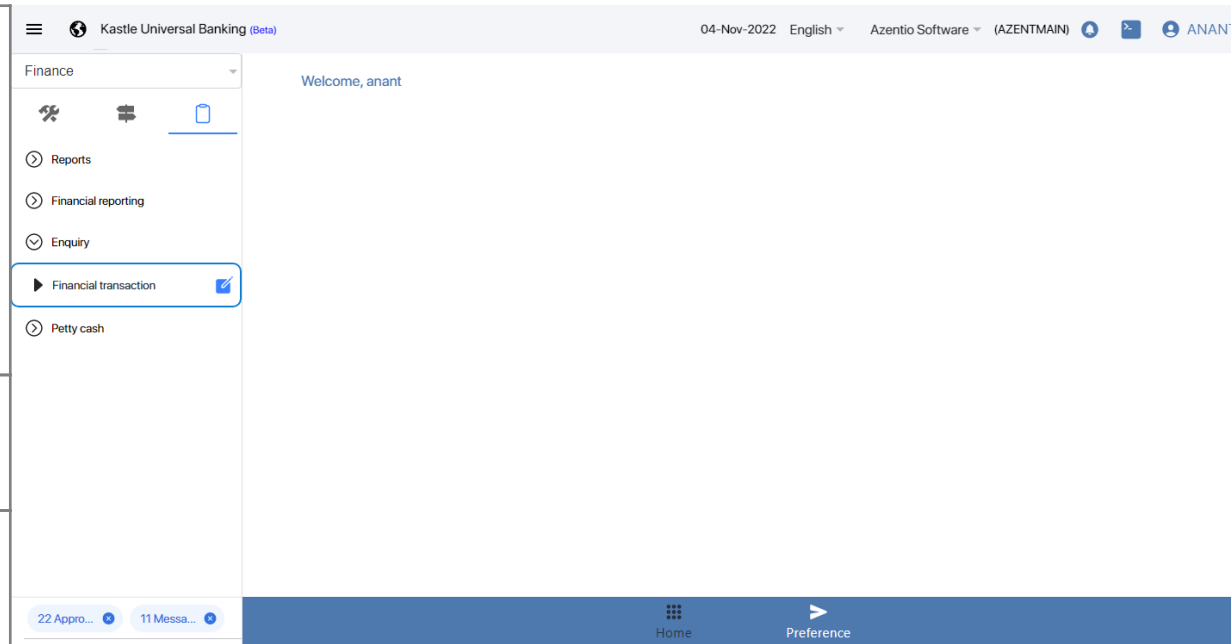 Kastle Universal Banking (Beta)
04-Nov-2022 English Azentio Software (AZENTMAIN) ANANT
Finance
Welcome, anant
Reports
Financial reporting
Enquiry
Financial transaction
Petty cash
22 Appro... 11 Messa...
Home Preference